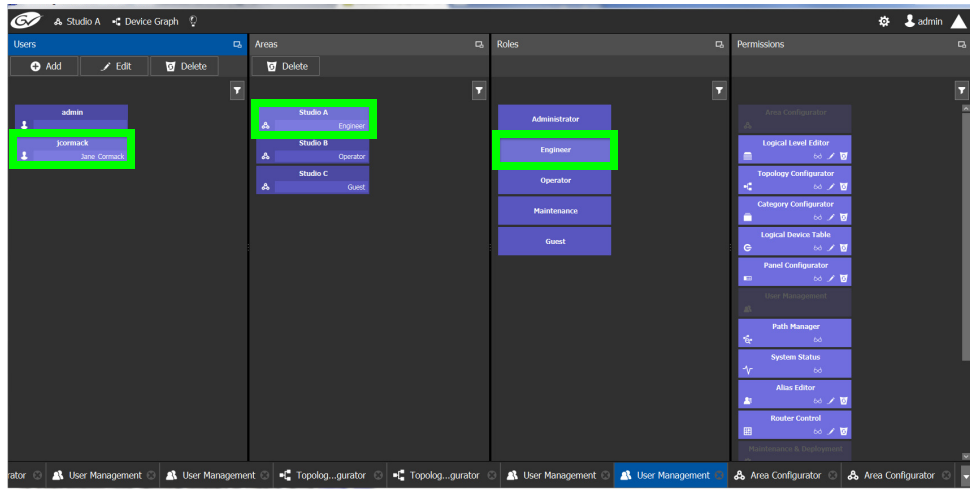 GV Studio A Device Graph admin
Users Areas Roles Permissions
Add Edit Delete Delete
admin
jcormack
Jane Cormack
Studio A
Engineer
Studio B
Operator
Studio C
Guest
Administrator
Engineer
Operator
Maintenance
Guest
Area Configurator
Logical Level Editor
Topology Configurator
Category Configurator
Logical Device Table
Panel Configurator
User Management
Path Manager
System Status
Alias Editor
Router Control
Maintenance & Deployment
rator User Management User Management Topolog...gurator Topolog...gurator User Management User Management Area Configurator Area Configurator